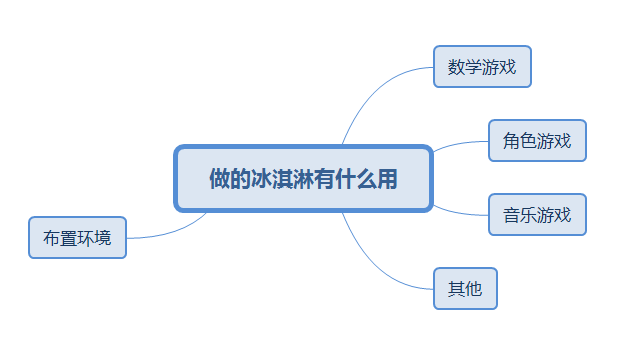 做的冰淇淋有什么用
数学游戏
角色游戏
音乐游戏
其他
布置环境